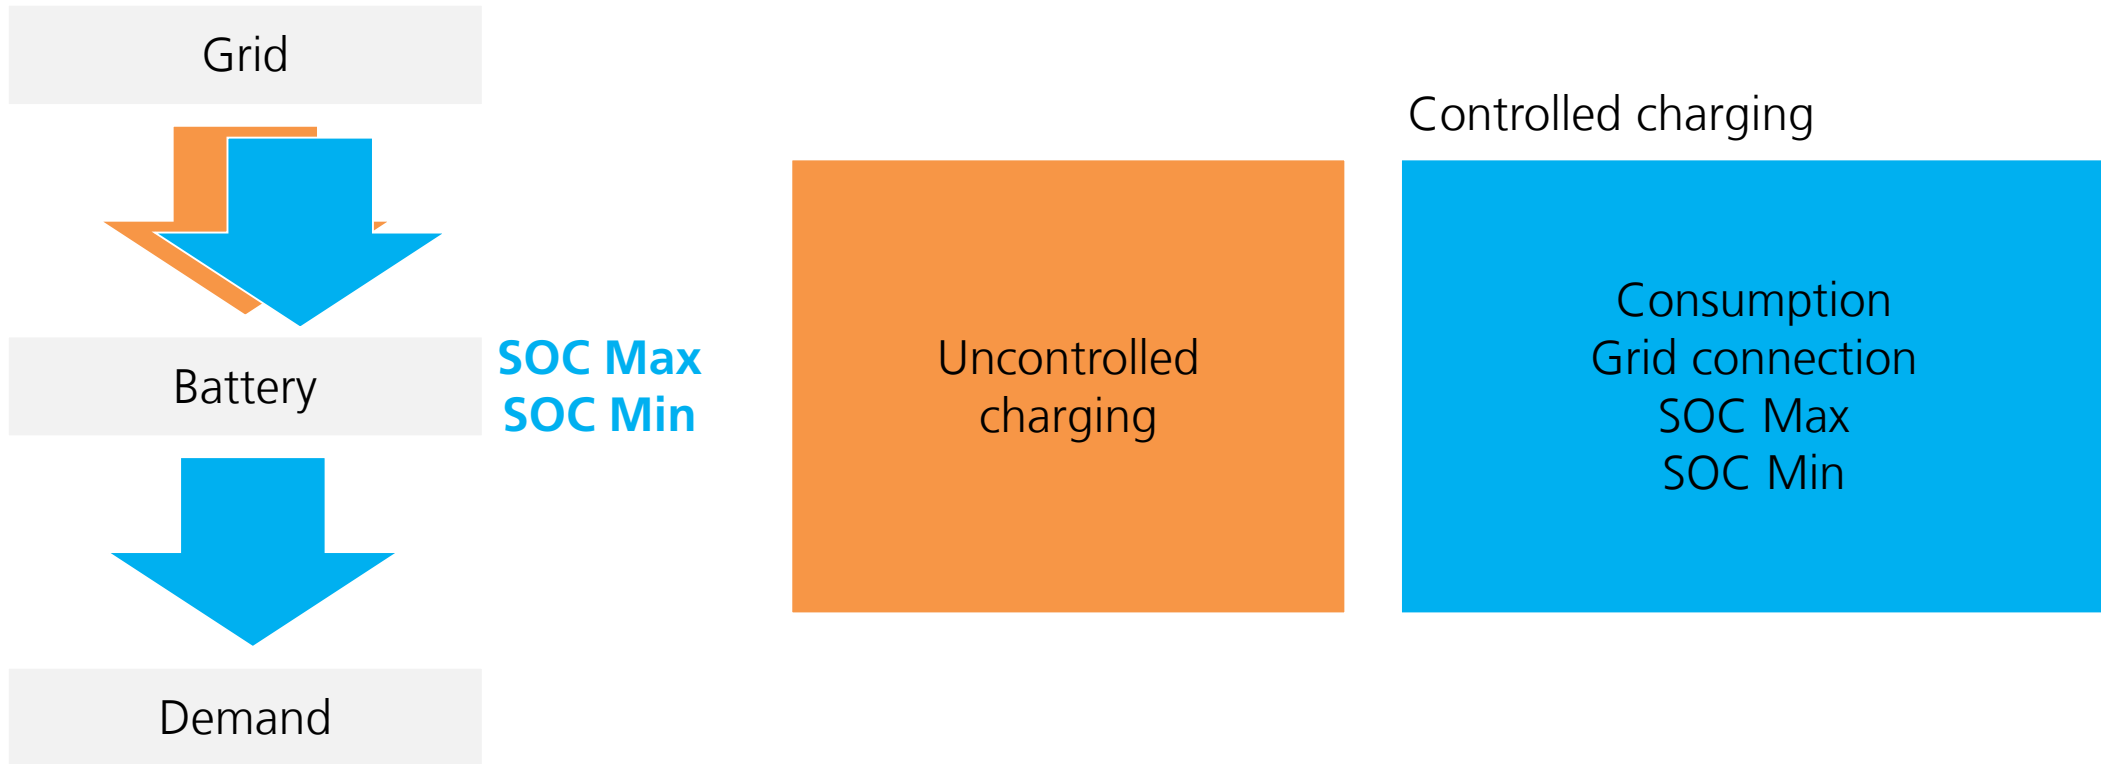 Grid
Battery
SOC Max
SOC Min
Demand
Uncontrolled
charging
Controlled charging
Consumption
Grid connection
SOC Max
SOC Min